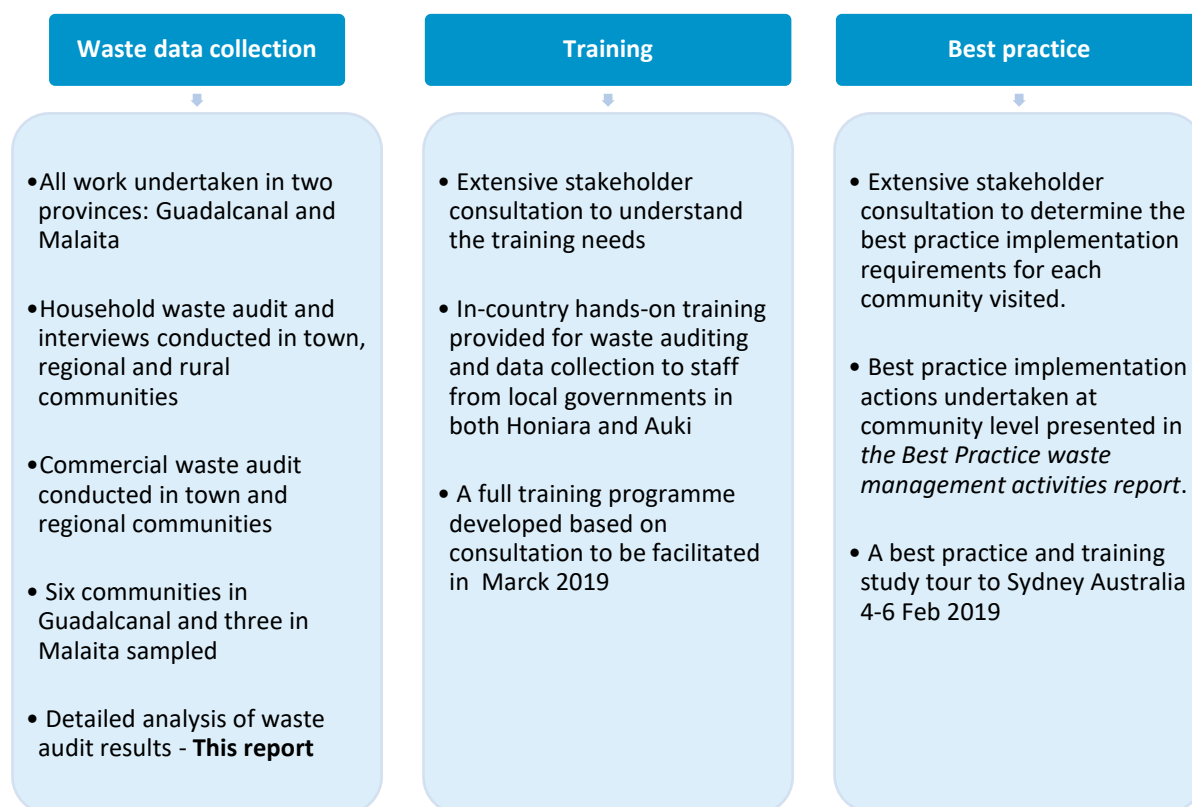 Waste data collection
•All work undertaken in two
provinces: Guadalcanal and
Malaita
•Household waste audit and
interviews conducted in town,
regional and rural
communities
•Commercial waste audit
conducted in town and
regional communities
• Six communities in
Guadalcanal and three in
Malaita sampled
• Detailed analysis of waste
audit results - This report
Training
• Extensive stakeholder
consultation to understand
the training needs
• In-country hands-on training
provided for waste auditing
and data collection to staff
from local governments in
both Honiara and Auki
• A full training programme
developed based on
consultation to be facilitated
in  Marck 2019
Best practice
• Extensive stakeholder
consultation to determine the
best practice implementation
requirements for each
community visited.
• Best practice implementation
actions undertaken at
community level presented in
the Best Practice waste
management activities report.
• A best practice and training
study tour to Sydney Australia
4-6 Feb 2019